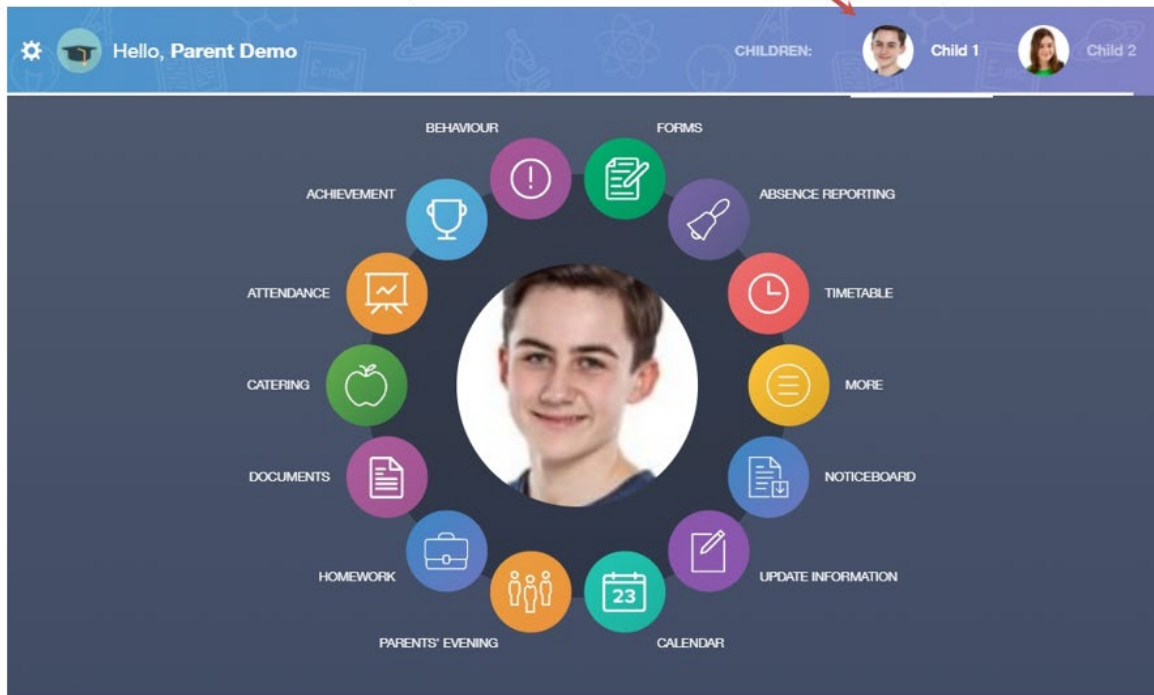 Hello, Parent Demo
CHILDREN:
Child 1
Child 2
BEHAVIOUR
FORMS
ACHIEVEMENT
ABSENCE REPORTING
ATTENDANCE
TIMETABLE
CATERING
MORE
DOCUMENTS
NOTICEBOARD
HOMEWORK
UPDATE INFORMATION
23
PARENTS' EVENING
CALENDAR
E=mc²